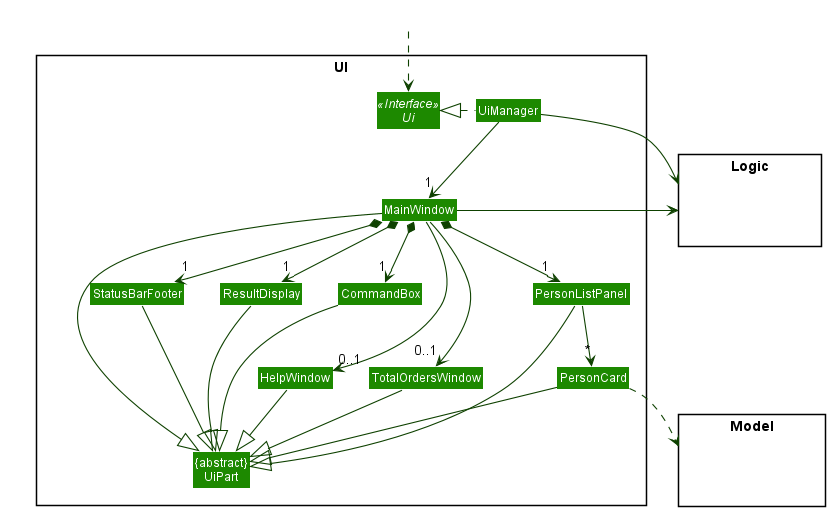 UI
«Interface»
Ui
UiManager
Logic
1
MainWindow
1
1
1
1
StatusBarFooter
ResultDisplay
CommandBox
PersonListPanel
0..1
0..1
*
HelpWindow
TotalOrdersWindow
PersonCard
Model
{abstract}
UiPart